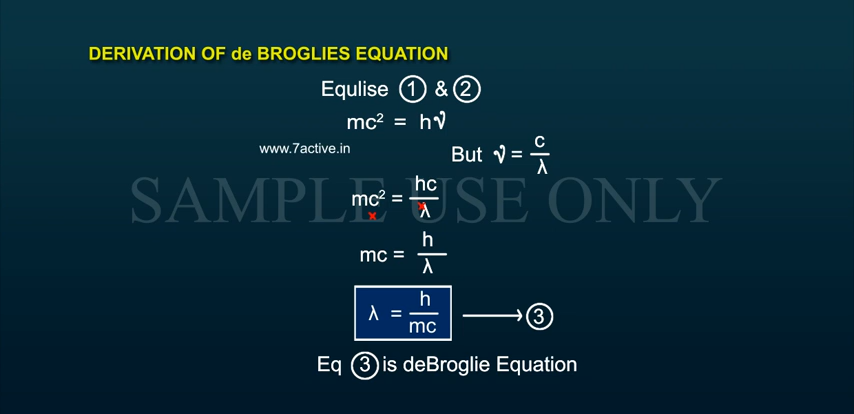 DERIVATION OF de BROGLIES EQUATION
Equlise ① & ②
mc² = hν
www.7active.in
But ν = c/λ
SAMPLE USE ONLY
mc² = hc/λ
mc = h/λ
λ = h/mc → ③
Eq ③ is deBroglie Equation